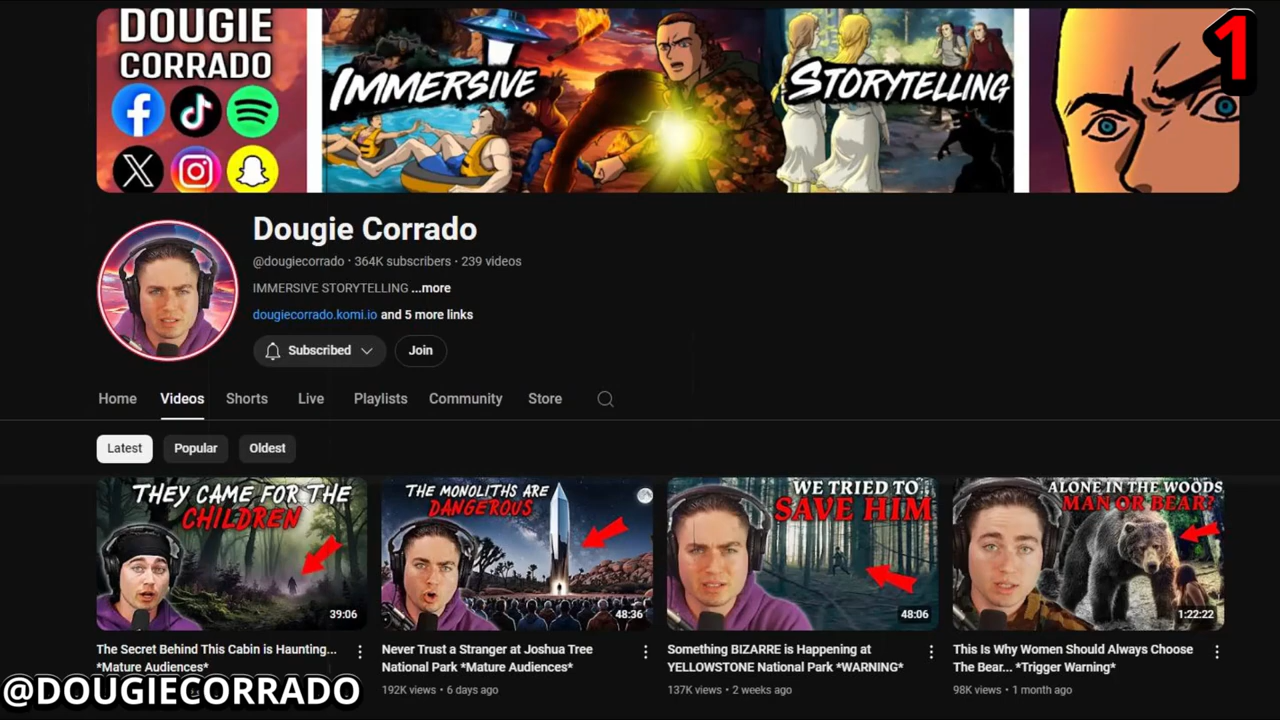 DOUGIE
CORRADO
IMMERSIVE
STORYTELLING
1
Dougie Corrado
@dougiecorrado · 364K subscribers · 239 videos
IMMERSIVE STORYTELLING ...more
dougiecorrado.komi.io and 5 more links
Subscribed
Join
Home Videos Shorts Live Playlists Community Store
Latest Popular Oldest
THEY CAME FOR THE
CHILDREN
39:06
THE MONOLITHS ARE
DANGEROUS
48:36
WE TRIED TO
SAVE HIM
48:06
ALONE IN THE WOODS
MAN OR BEAR?
1:22:22
The Secret Behind This Cabin is Haunting...
*Mature Audiences*
Never Trust a Stranger at Joshua Tree
National Park *Mature Audiences*
192K views · 6 days ago
Something BIZARRE is Happening at
YELLOWSTONE National Park *WARNING*
137K views · 2 weeks ago
This Is Why Women Should Always Choose
The Bear... *Trigger Warning*
98K views · 1 month ago
@DOUGIECORRADO